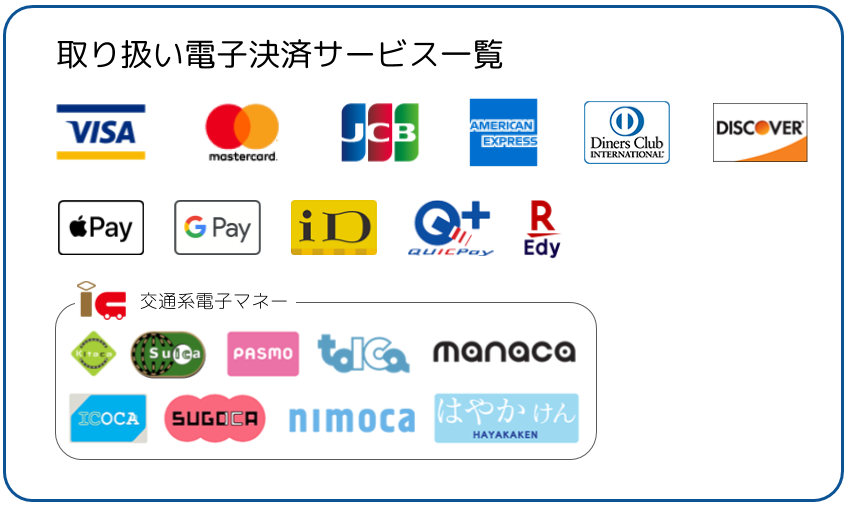 取り扱い電子決済サービス一覧
VISA
mastercard.
JCB
AMERICAN
EXPRESS
Diners Club
INTERNATIONAL®
DISCOVER®
Pay
G Pay
iD
Q+
QUICPay
R
Edy
交通系電子マネー
Kitaca
Suica
PASMO
toICa
manaca
ICOCA
SUGOCA
nimoca
はやかけん
HAYAKAKEN